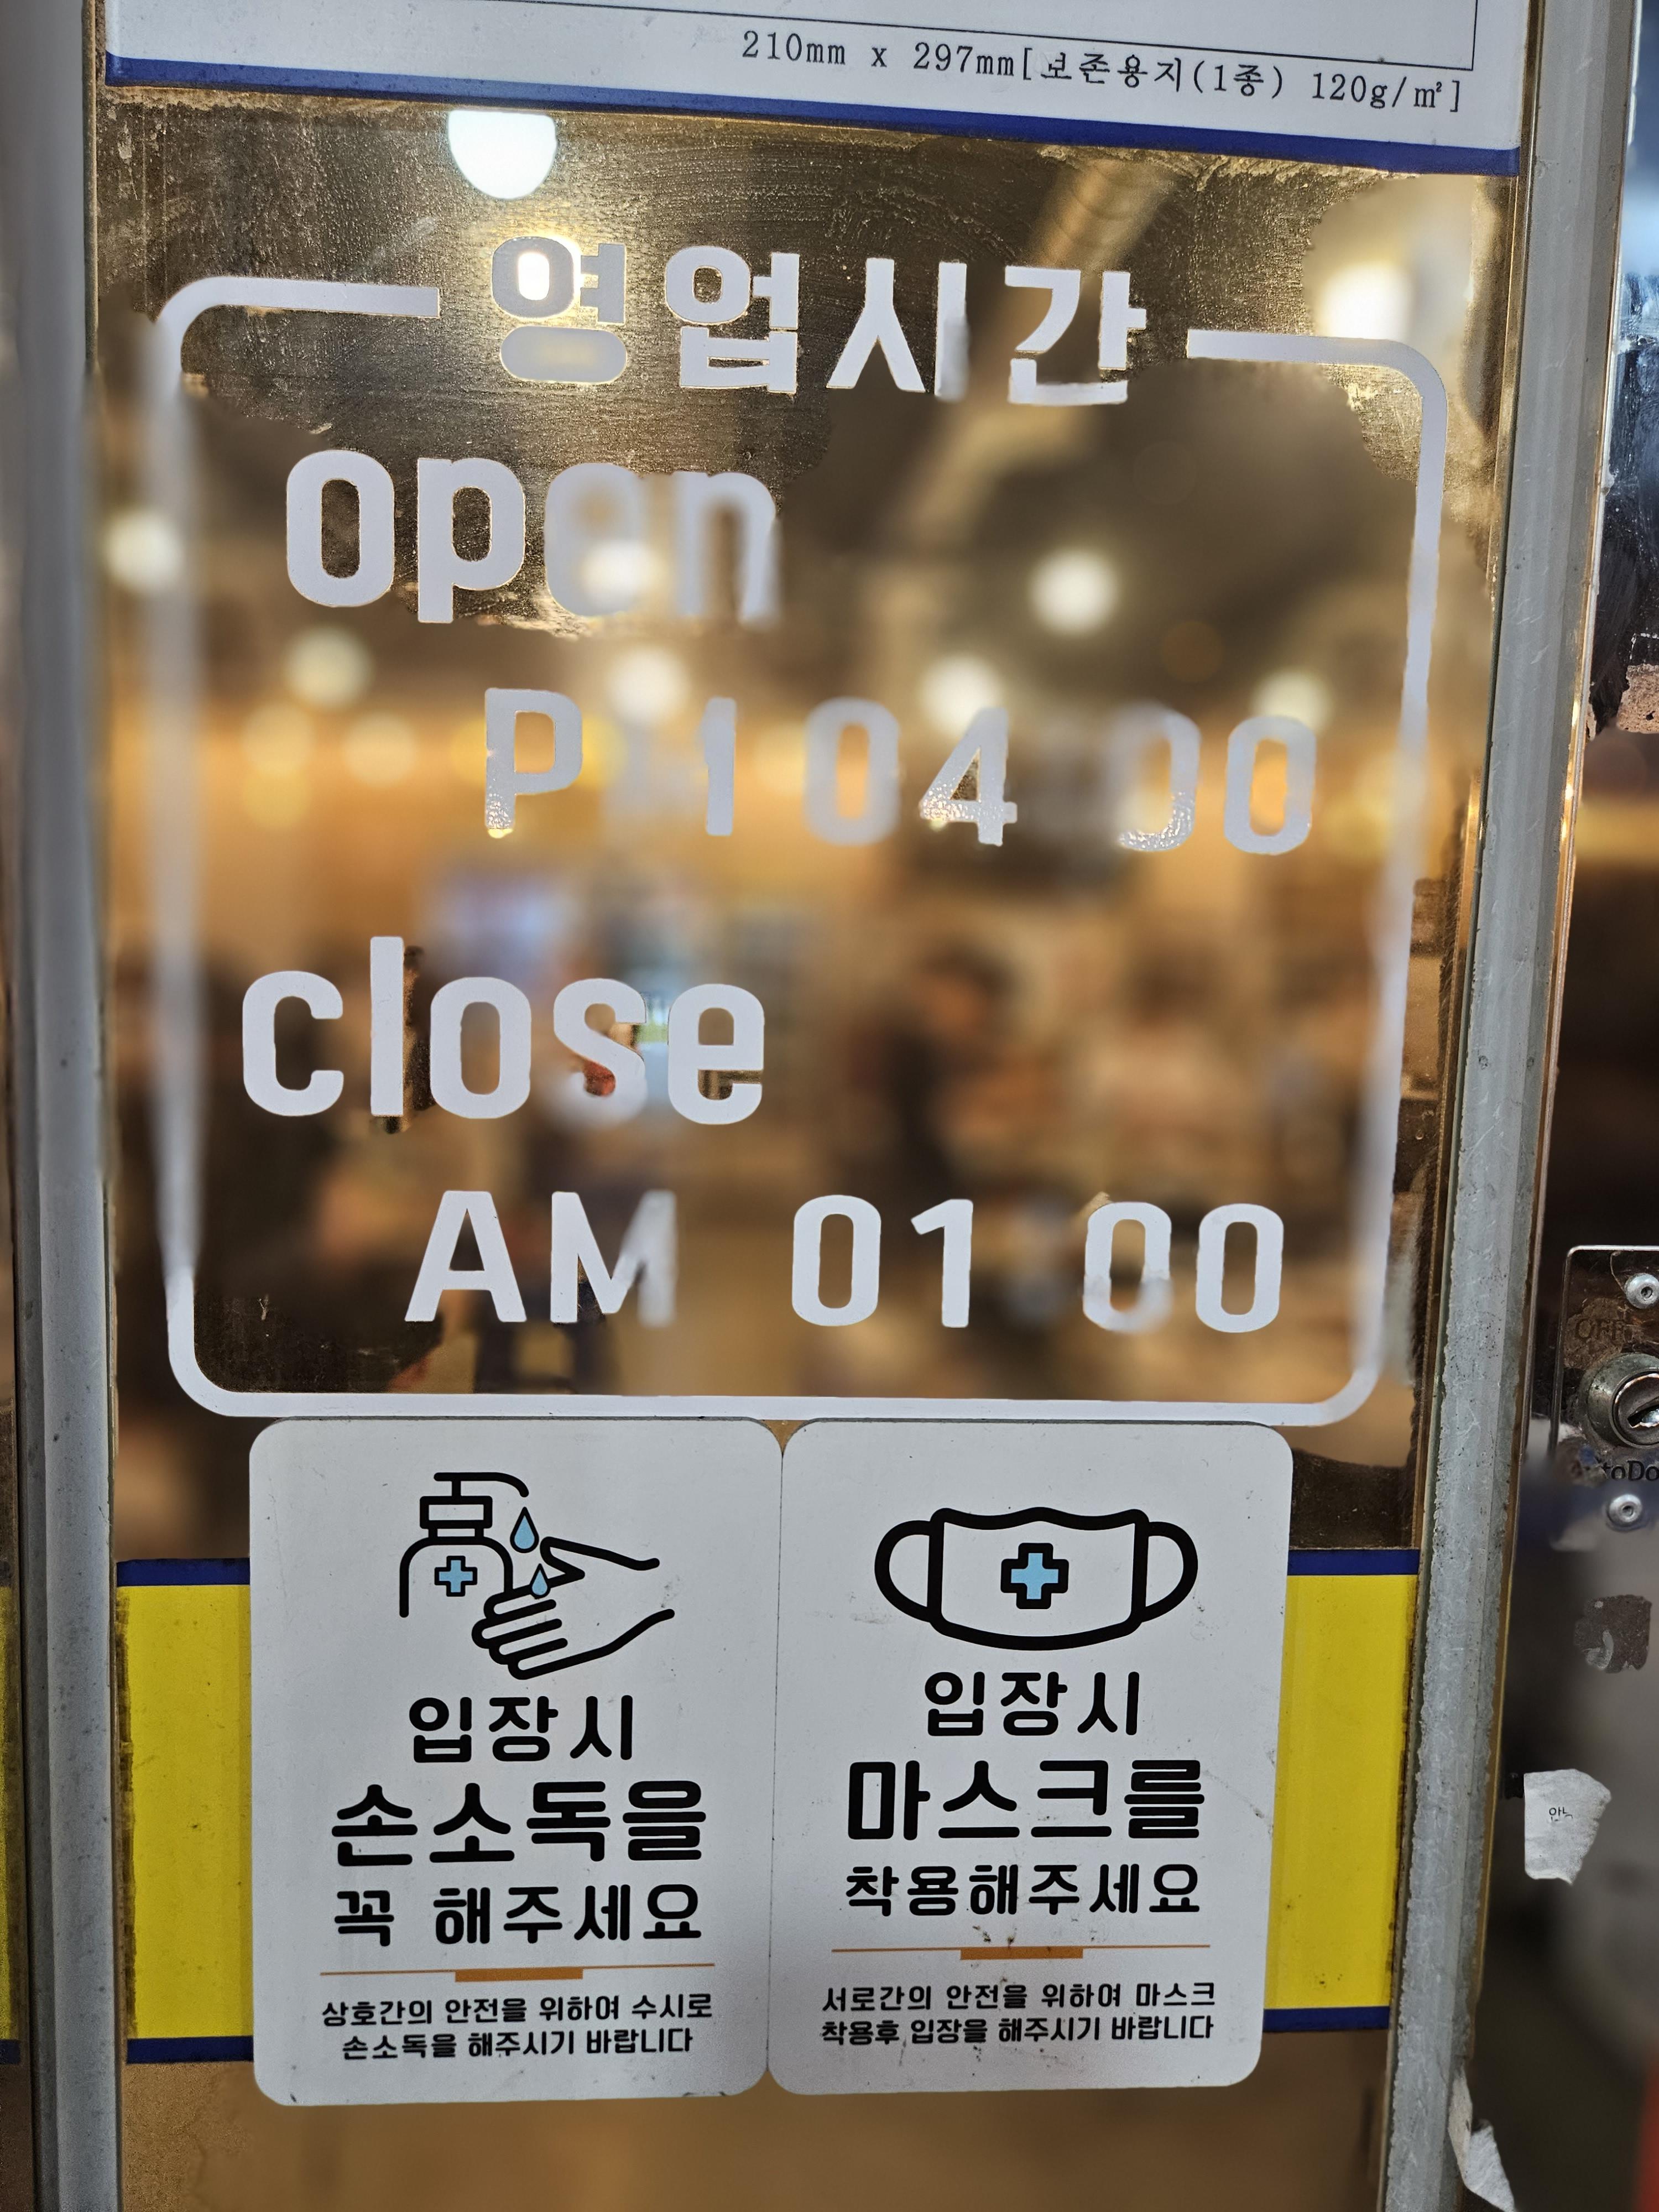 210mm x 297mm[보존용지(1종) 120g/㎡]
영업시간
open
PM 04 00
close
AM 01 00
입장시
손소독을
꼭 해주세요
상호간의 안전을 위하여 수시로
손소독을 해주시기 바랍니다
입장시
마스크를
착용해주세요
서로간의 안전을 위하여 마스크
착용후 입장을 해주시기 바랍니다
OFF